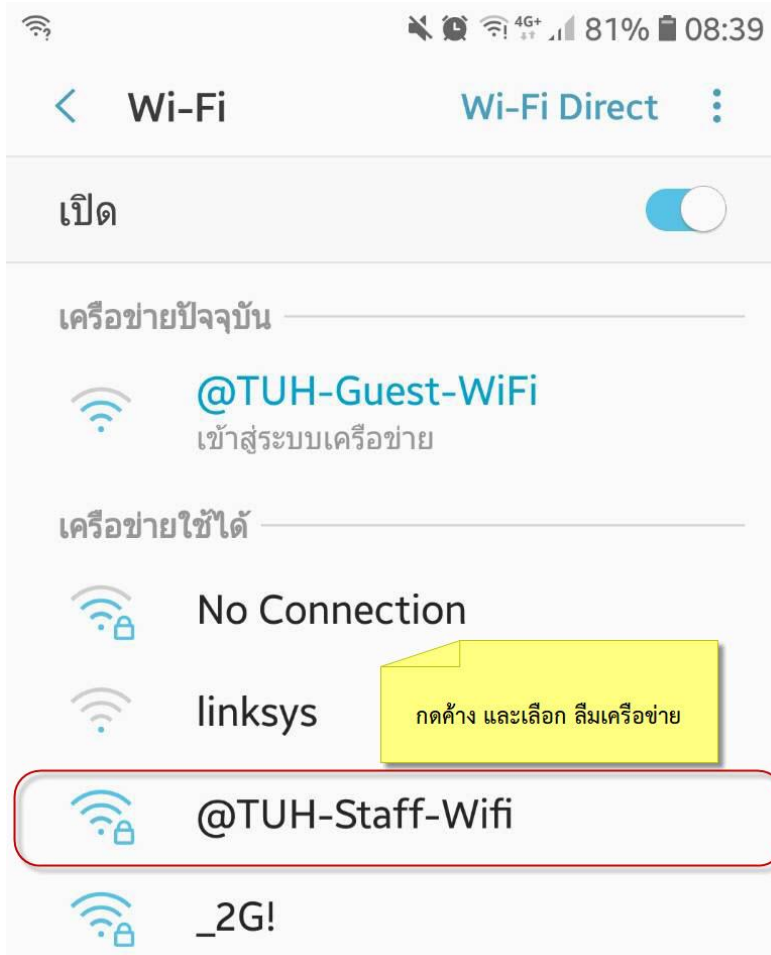 4G+ 81% 08:39
Wi-Fi Wi-Fi Direct
เปิด
เครือข่ายปัจจุบัน
@TUH-Guest-WiFi
เข้าสู่ระบบเครือข่าย
เครือข่ายใช้ได้
No Connection
linksys
กดค้าง และเลือก ลืมเครือข่าย
@TUH-Staff-Wifi
_2G!